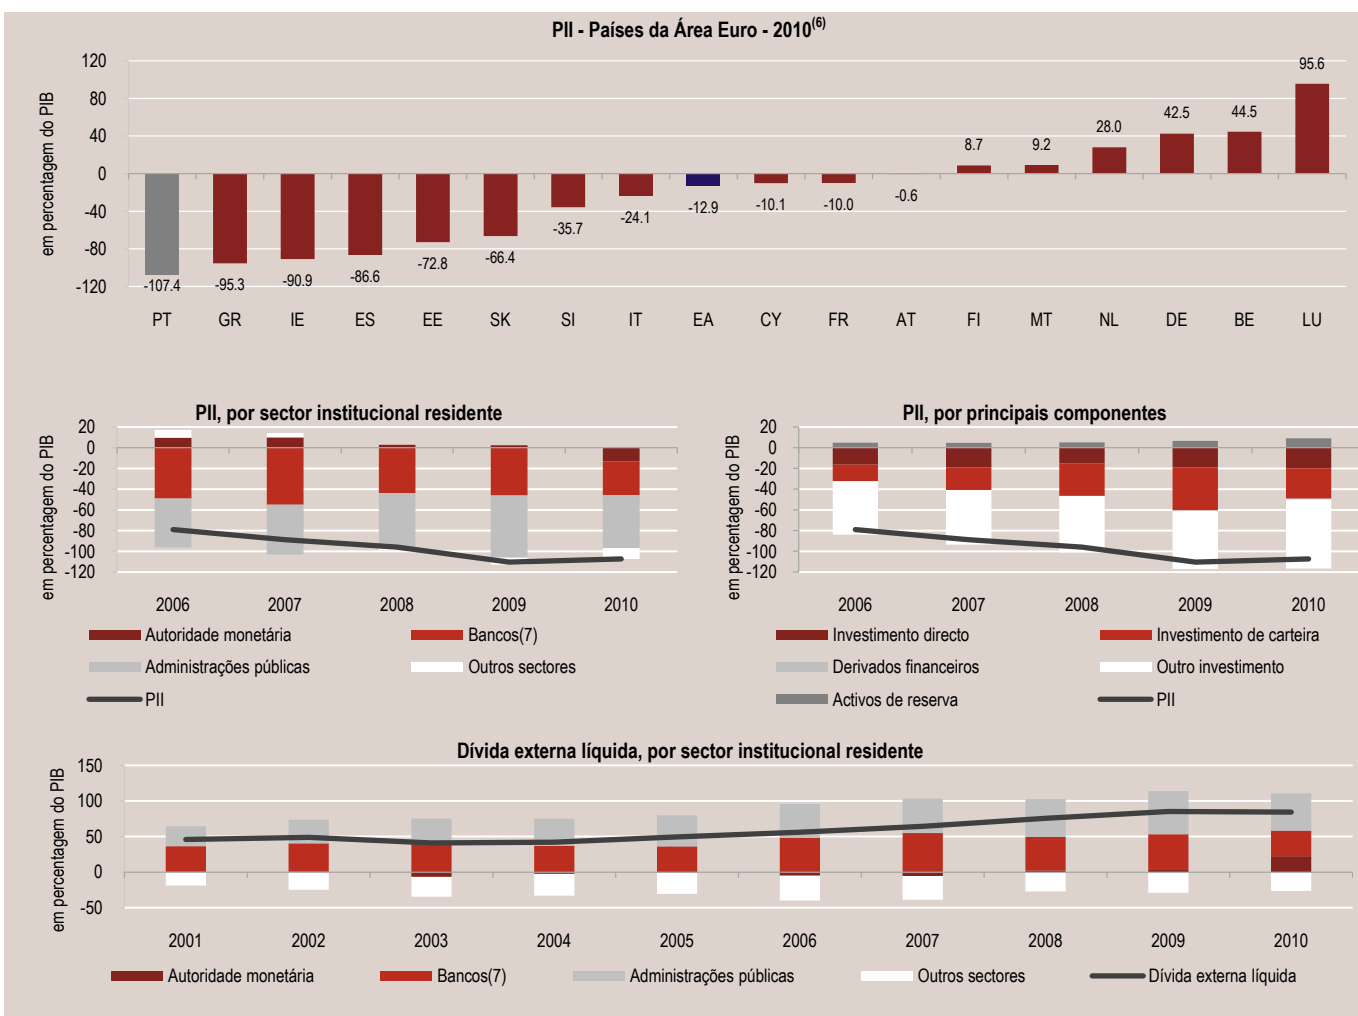 PII - Países da Área Euro - 2010(6)
em percentagem do PIB
120
80
40
0
-40
-80
-120
-107.4
-95.3
-90.9
-86.6
-72.8
-66.4
-35.7
-24.1
-12.9
-10.1
-10.0
-0.6
8.7
9.2
28.0
42.5
44.5
95.6
PT GR IE ES EE SK SI IT EA CY FR AT FI MT NL DE BE LU
PII, por sector institucional residente
em percentagem do PIB
20
0
-20
-40
-60
-80
-100
-120
2006 2007 2008 2009 2010
Autoridade monetária Bancos(7)
Administrações públicas Outros sectores
PII
PII, por principais componentes
em percentagem do PIB
20
0
-20
-40
-60
-80
-100
-120
2006 2007 2008 2009 2010
Investimento directo Investimento de carteira
Derivados financeiros Outro investimento
Activos de reserva PII
Dívida externa líquida, por sector institucional residente
em percentagem do PIB
150
100
50
0
-50
2001 2002 2003 2004 2005 2006 2007 2008 2009 2010
Autoridade monetária Bancos(7) Administrações públicas Outros sectores Dívida externa líquida